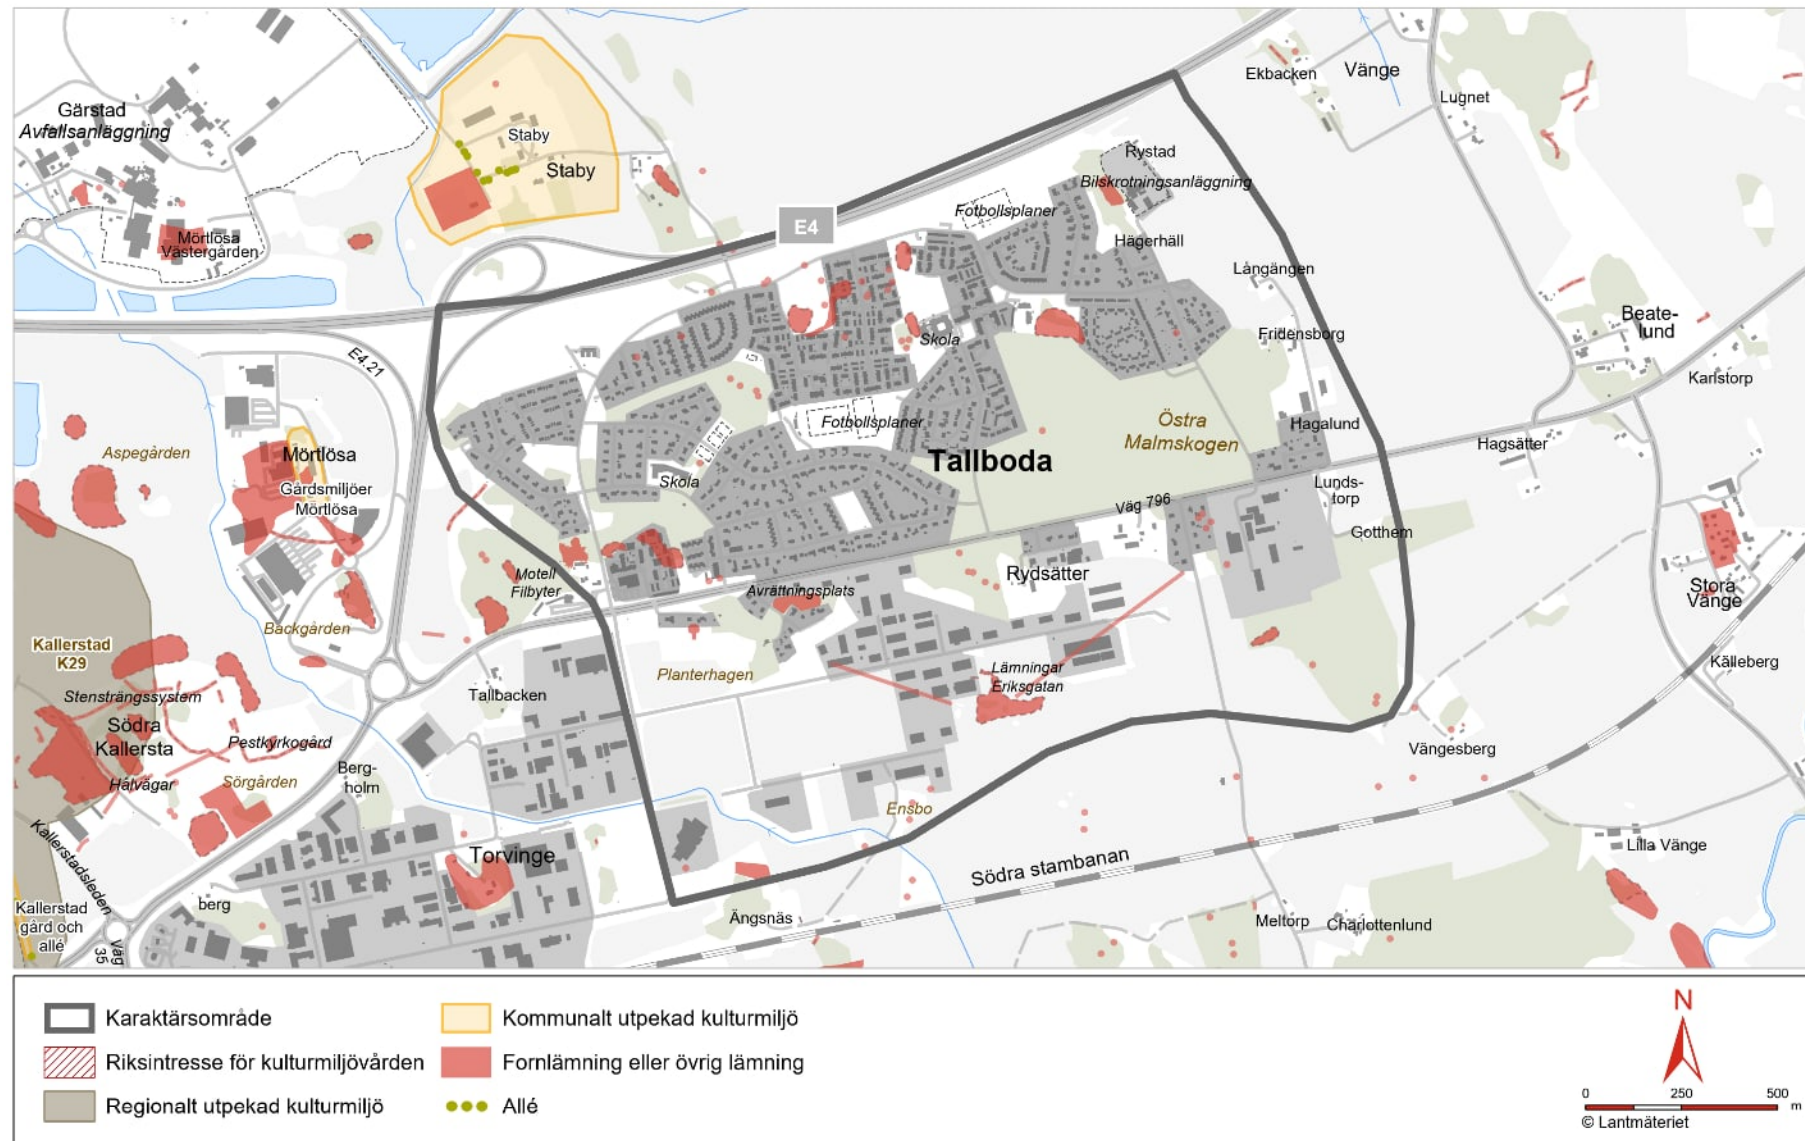 Gärstad
Avfallsanläggning
Mörtlösa
Västergården
Staby
Staby
E4
E4.21
Ekbacken
Vänge
Lugnet
Rystad
Bilskrotningsanläggning
Fotbollsplaner
Hägerhäll
Långängen
Fridensborg
Beate-
lund
Karlstorp
Skola
Aspegården
Mörtlösa
Gårdsmiljöer
Mörtlösa
Fotbollsplaner
Tallboda
Östra
Malmskogen
Hagalund
Hagsätter
Skola
Lunds-
torp
Väg 796
Gotthem
Motell
Filbyter
Avrättningsplats
Rydsätter
Stora
Vänge
Backgården
Kallerstad
K29
Stensträngssystem
Södra
Kallersta
Pestkyrkogård
Hålvägar
Sörgården
Tallbacken
Planterhagen
Lämningar
Eriksgatan
Källeberg
Vängesberg
Berg-
holm
Ensbo
Kallerstadsleden
Torvinge
Södra stambanan
Lilla Vänge
berg
Kallerstad
gård och
allé
Väg
35
Ängsnäs
Meltorp
Charlottenlund
Karaktärsområde
Riksintresse för kulturmiljövården
Regionalt utpekad kulturmiljö
Kommunalt utpekad kulturmiljö
Fornlämning eller övrig lämning
Allé
N
0 250 500
m
© Lantmäteriet